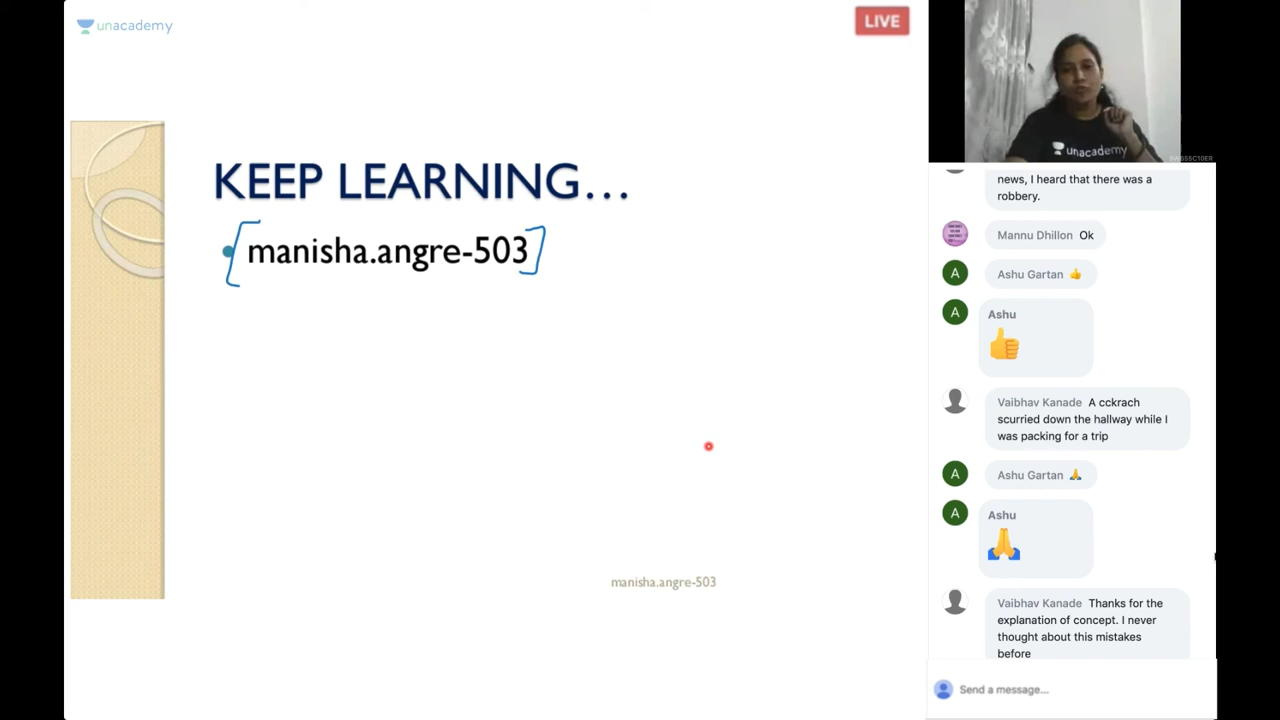 unacademy
LIVE
KEEP LEARNING...
manisha.angre-503
manisha.angre-503
unacademy
news, I heard that there was a
robbery.
Mannu Dhillon Ok
A
Ashu Gartan 👍
A
Ashu
👍
Vaibhav Kanade A cckrach
scurried down the hallway while I
was packing for a trip
A
Ashu Gartan 🙏
A
Ashu
🙏
Vaibhav Kanade Thanks for the
explanation of concept. I never
thought about this mistakes
before
Send a message...